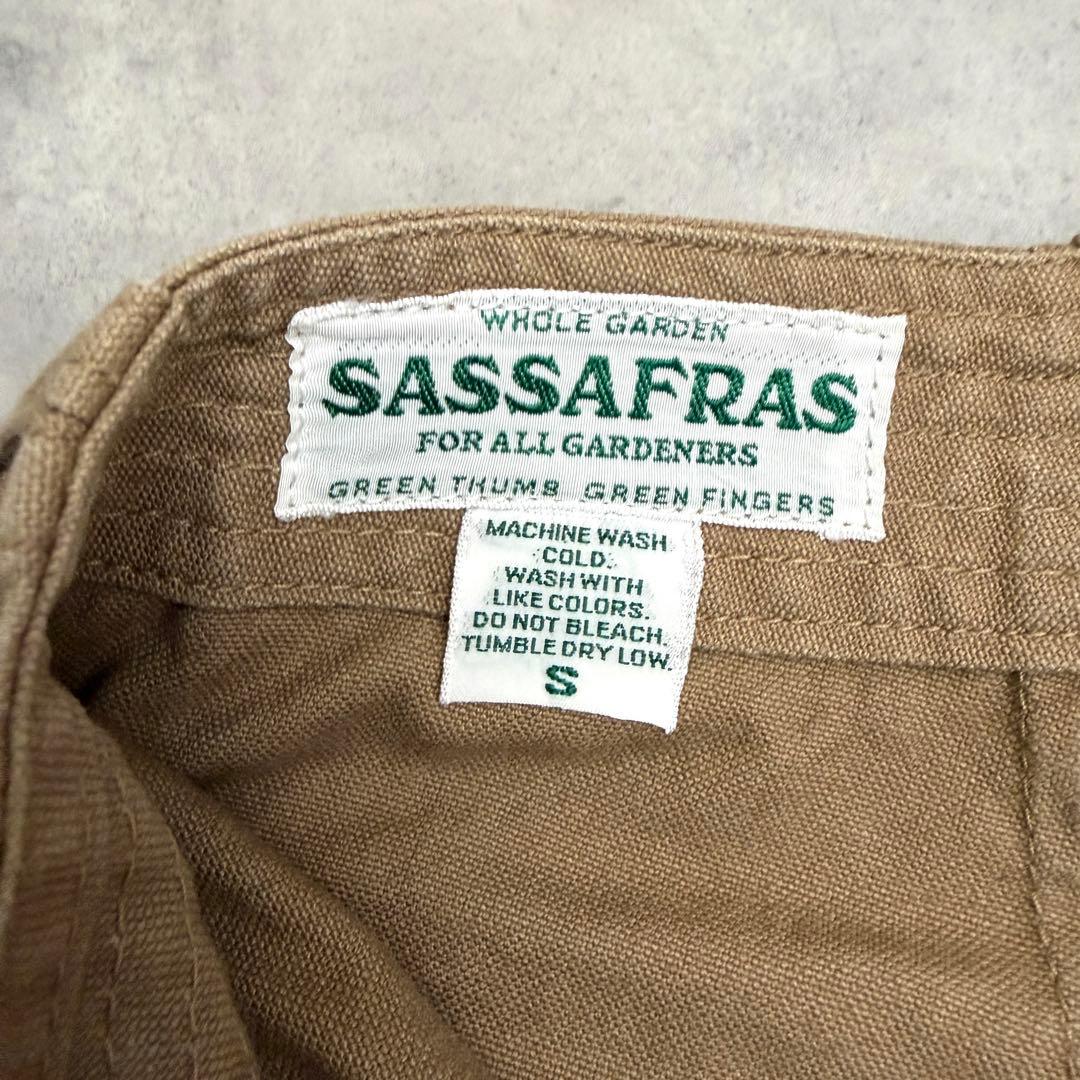 WHOLE GARDEN
SASSAFRAS
FOR ALL GARDENERS
GREEN THUMB GREEN FINGERS
MACHINE WASH
COLD.
WASH WITH
LIKE COLORS.
DO NOT BLEACH.
TUMBLE DRY LOW.
S